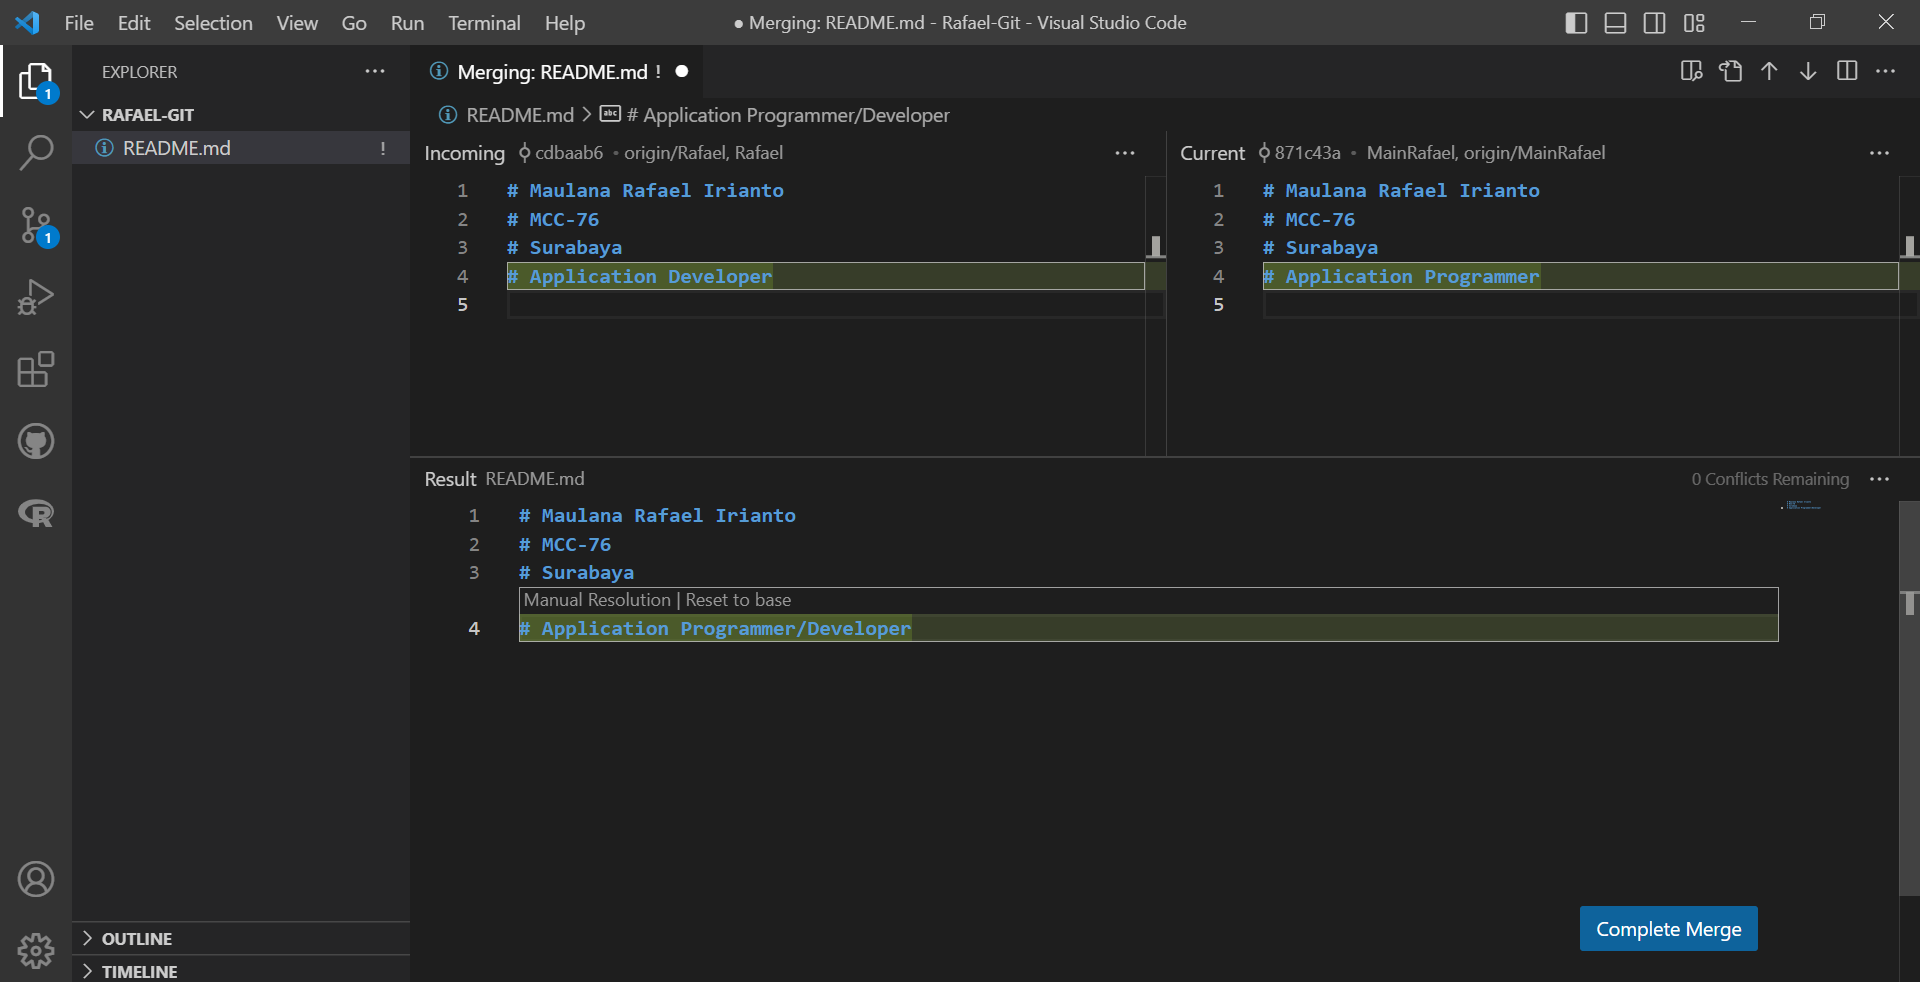 File Edit Selection View Go Run Terminal Help
● Merging: README.md - Rafael-Git - Visual Studio Code
EXPLORER
RAFAEL-GIT
README.md !
1
1
OUTLINE
TIMELINE
Merging: README.md !
README.md > # Application Programmer/Developer
Incoming cdbaab6 • origin/Rafael, Rafael
1 # Maulana Rafael Irianto
2 # MCC-76
3 # Surabaya
4 # Application Developer
5
Current 871c43a • MainRafael, origin/MainRafael
1 # Maulana Rafael Irianto
2 # MCC-76
3 # Surabaya
4 # Application Programmer
5
Result README.md
0 Conflicts Remaining
1 # Maulana Rafael Irianto
2 # MCC-76
3 # Surabaya
Manual Resolution | Reset to base
4 # Application Programmer/Developer
Complete Merge